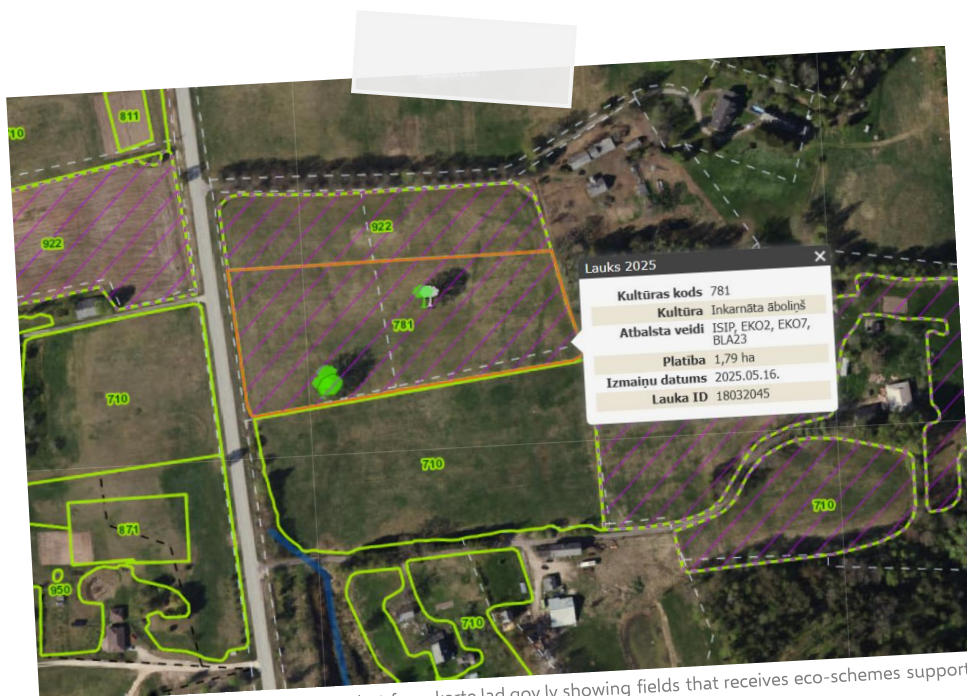 811
10
922
922
Lauks 2025
Kultūras kods 781
Kultūra Inkarnāta āboliņš
Atbalsta veidi ISIP, EKO2, EKO7,
BLA23
Platība 1,79 ha
Izmaiņu datums 2025.05.16.
Lauka ID 18032045
781
710
710
710
871
950
710
karte.lad.gov.lv showing fields that receives eco-schemes support